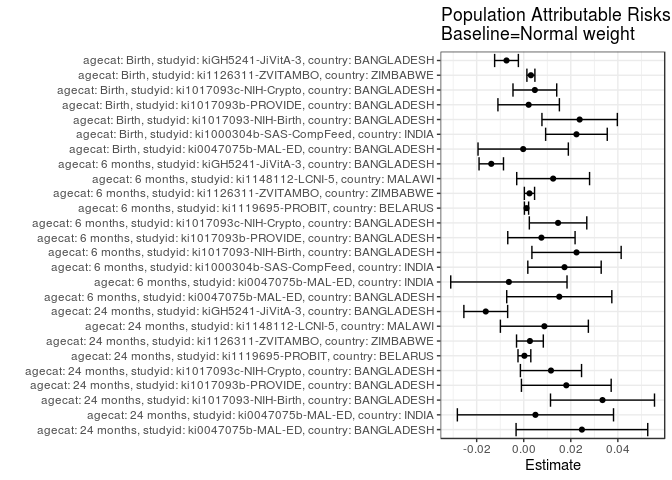 Population Attributable Risks
Baseline=Normal weight
agecat: Birth, studyid: kiGH5241-JiVitA-3, country: BANGLADESH
agecat: Birth, studyid: ki1126311-ZVITAMBO, country: ZIMBABWE
agecat: Birth, studyid: ki1017093c-NIH-Crypto, country: BANGLADESH
agecat: Birth, studyid: ki1017093b-PROVIDE, country: BANGLADESH
agecat: Birth, studyid: ki1017093-NIH-Birth, country: BANGLADESH
agecat: Birth, studyid: ki1000304b-SAS-CompFeed, country: INDIA
agecat: Birth, studyid: ki0047075b-MAL-ED, country: BANGLADESH
agecat: 6 months, studyid: kiGH5241-JiVitA-3, country: BANGLADESH
agecat: 6 months, studyid: ki1148112-LCNI-5, country: MALAWI
agecat: 6 months, studyid: ki1126311-ZVITAMBO, country: ZIMBABWE
agecat: 6 months, studyid: ki1119695-PROBIT, country: BELARUS
agecat: 6 months, studyid: ki1017093c-NIH-Crypto, country: BANGLADESH
agecat: 6 months, studyid: ki1017093b-PROVIDE, country: BANGLADESH
agecat: 6 months, studyid: ki1017093-NIH-Birth, country: BANGLADESH
agecat: 6 months, studyid: ki1000304b-SAS-CompFeed, country: INDIA
agecat: 6 months, studyid: ki0047075b-MAL-ED, country: INDIA
agecat: 6 months, studyid: ki0047075b-MAL-ED, country: BANGLADESH
agecat: 24 months, studyid: kiGH5241-JiVitA-3, country: BANGLADESH
agecat: 24 months, studyid: ki1148112-LCNI-5, country: MALAWI
agecat: 24 months, studyid: ki1126311-ZVITAMBO, country: ZIMBABWE
agecat: 24 months, studyid: ki1119695-PROBIT, country: BELARUS
agecat: 24 months, studyid: ki1017093c-NIH-Crypto, country: BANGLADESH
agecat: 24 months, studyid: ki1017093b-PROVIDE, country: BANGLADESH
agecat: 24 months, studyid: ki1017093-NIH-Birth, country: BANGLADESH
agecat: 24 months, studyid: ki0047075b-MAL-ED, country: INDIA
agecat: 24 months, studyid: ki0047075b-MAL-ED, country: BANGLADESH
-0.02 0.00 0.02 0.04
Estimate